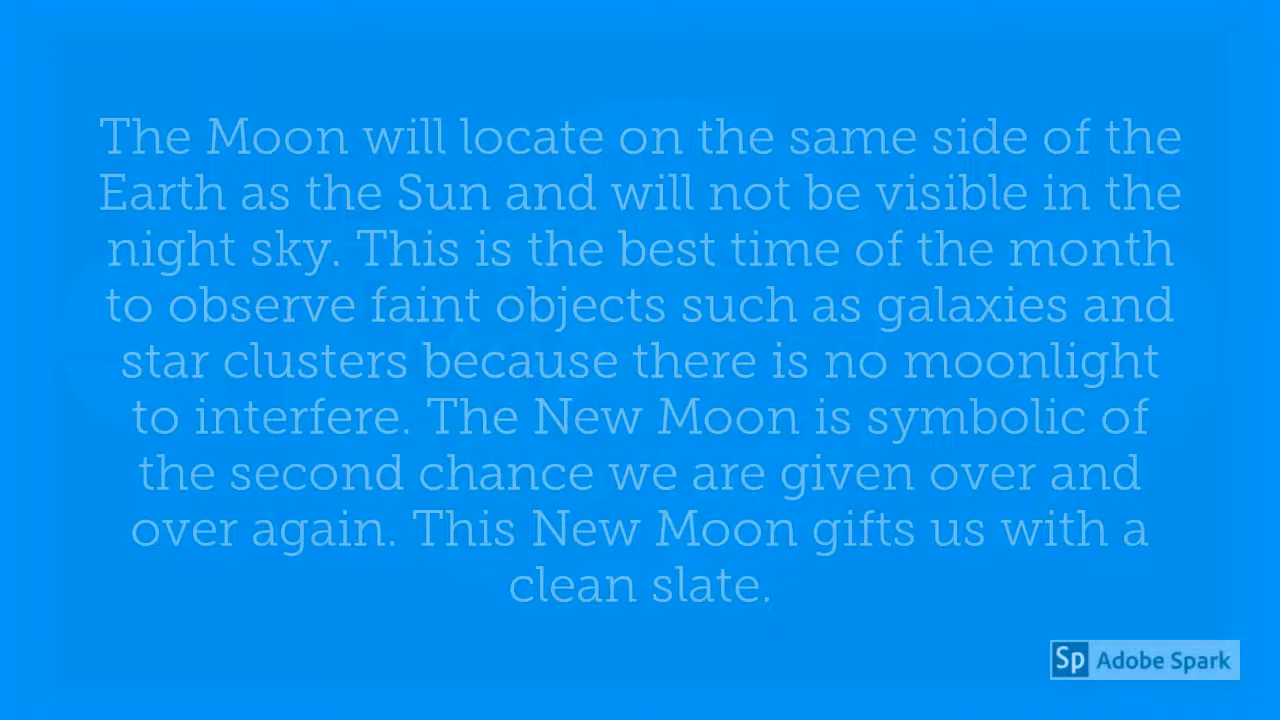 The Moon will locate on the same side of the
Earth as the Sun and will not be visible in the
night sky. This is the best time of the month
to observe faint objects such as galaxies and
star clusters because there is no moonlight
to interfere. The New Moon is symbolic of
the second chance we are given over and
over again. This New Moon gifts us with a
clean slate.
Sp Adobe Spark